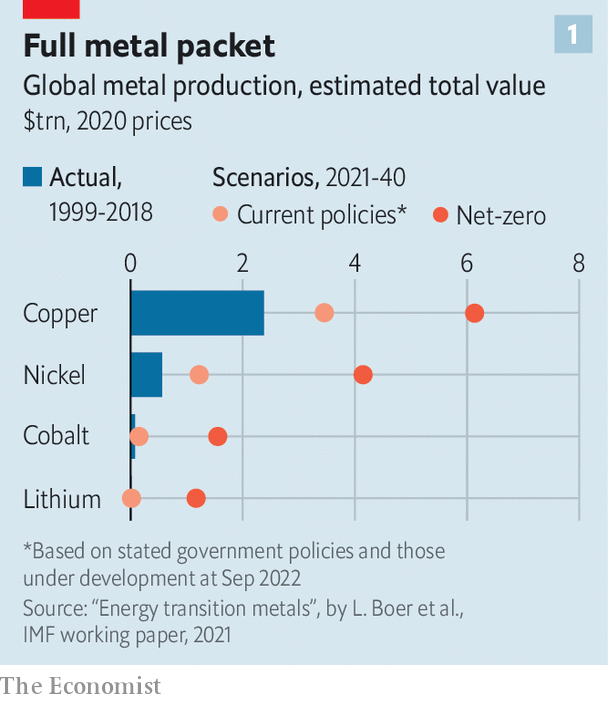 Full metal packet
1
Global metal production, estimated total value
$trn, 2020 prices
Actual,
1999-2018
Scenarios, 2021-40
Current policies*
Net-zero
0 2 4 6 8
Copper
Nickel
Cobalt
Lithium
*Based on stated government policies and those
under development at Sep 2022
Source: “Energy transition metals”, by L. Boer et al.,
IMF working paper, 2021
The Economist